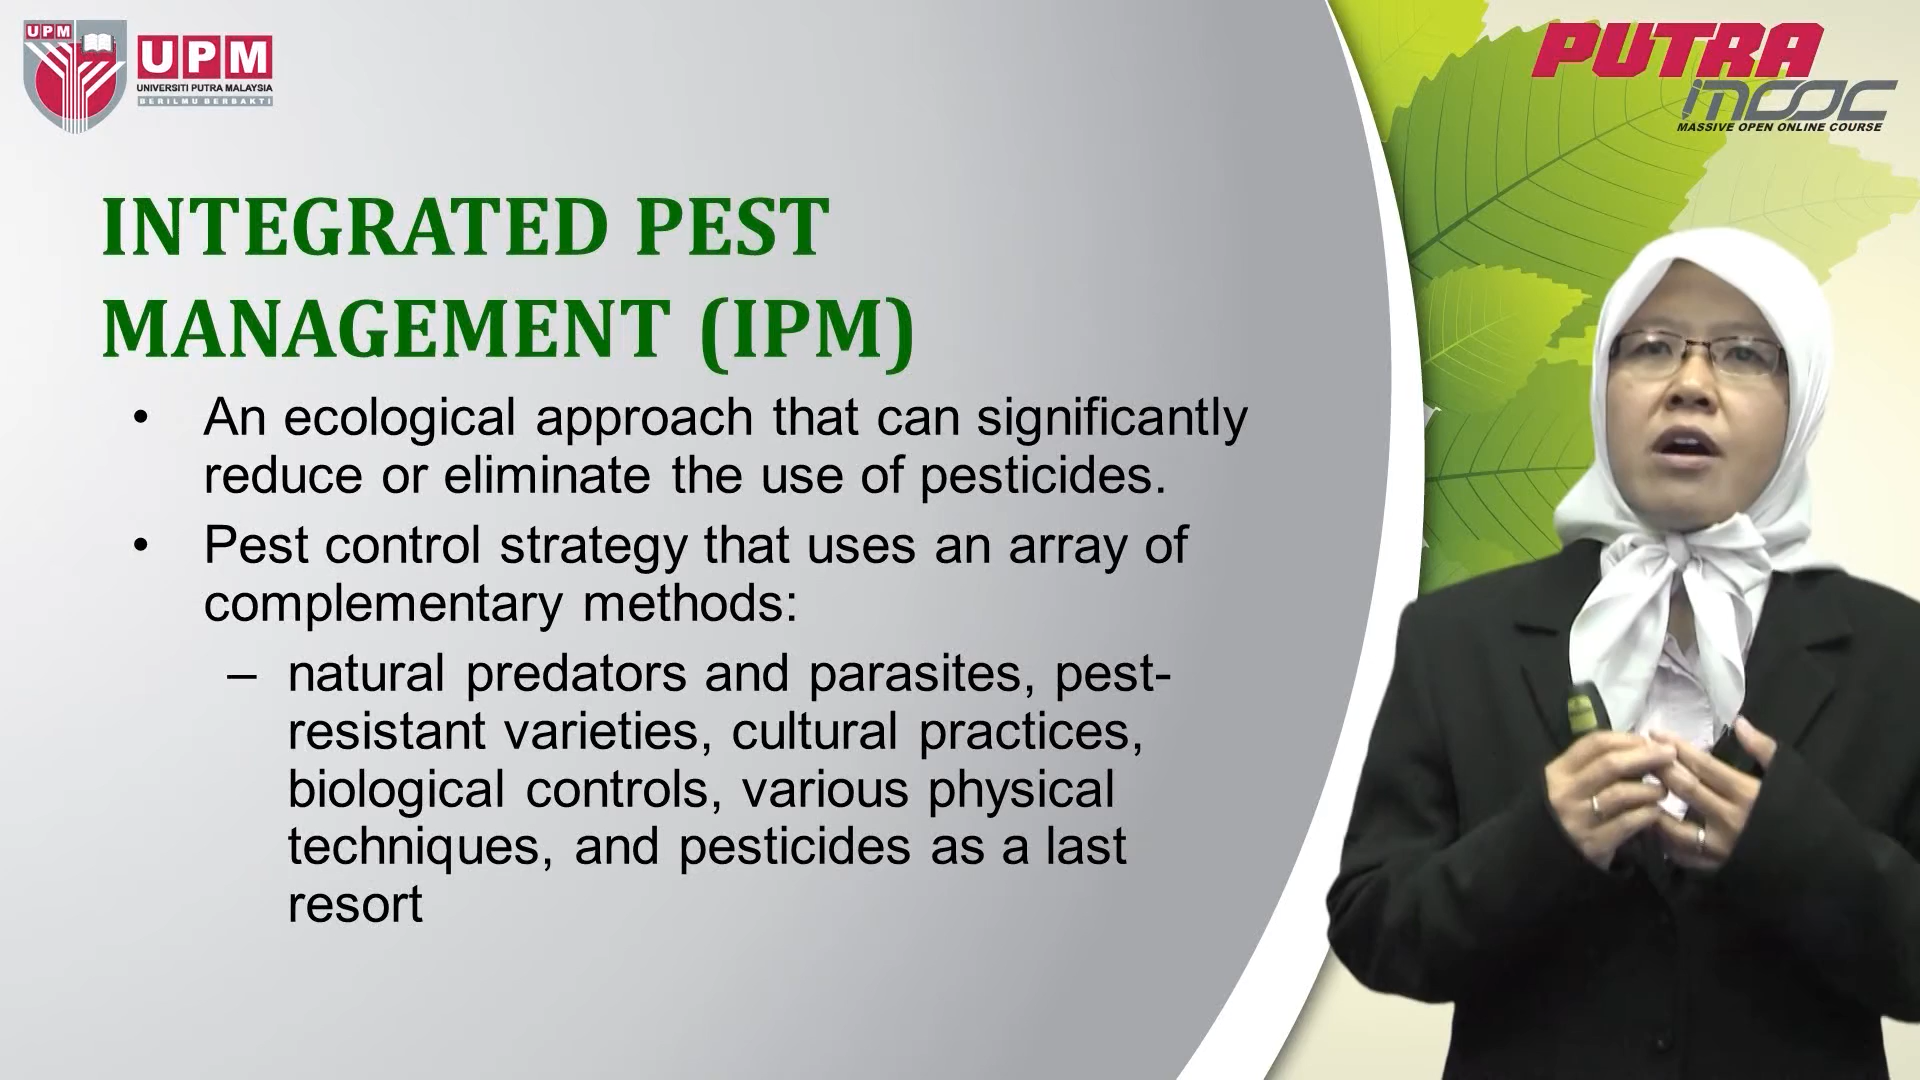 UPM
UPM
UNIVERSITI PUTRA MALAYSIA
BERILMU BERBAKTI
PUTRA
mooc
MASSIVE OPEN ONLINE COURSE
INTEGRATED PEST
MANAGEMENT (IPM)
• An ecological approach that can significantly
reduce or eliminate the use of pesticides.
• Pest control strategy that uses an array of
complementary methods:
– natural predators and parasites, pest-
resistant varieties, cultural practices,
biological controls, various physical
techniques, and pesticides as a last
resort